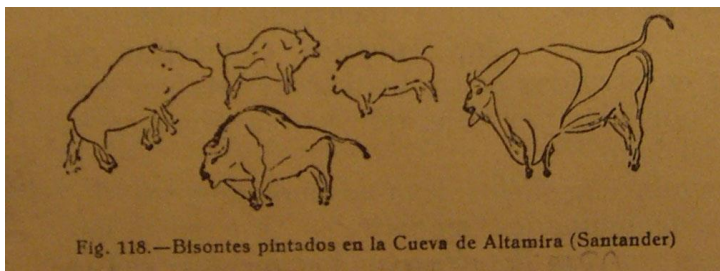 Fig. 118.—Bisontes pintados en la Cueva de Altamira (Santander)